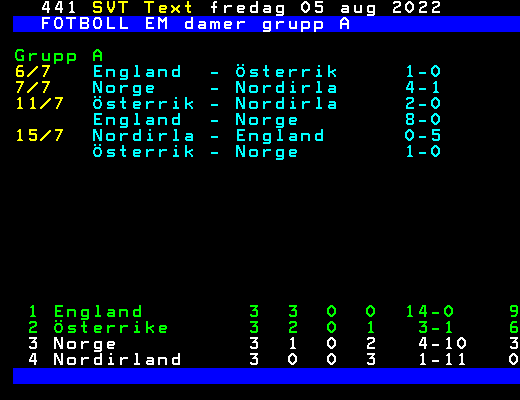 441 SVT Text fredag 05 aug 2022
FOTBOLL EM damer grupp A
Grupp A
6/7 England - Österrik 1-0
7/7 Norge - Nordirla 4-1
11/7 Österrik - Nordirla 2-0
England - Norge 8-0
15/7 Nordirla - England 0-5
Österrik - Norge 1-0
1 England 3 3 0 0 14-0 9
2 Österrike 3 2 0 1 3-1 6
3 Norge 3 1 0 2 4-10 3
4 Nordirland 3 0 0 3 1-11 0